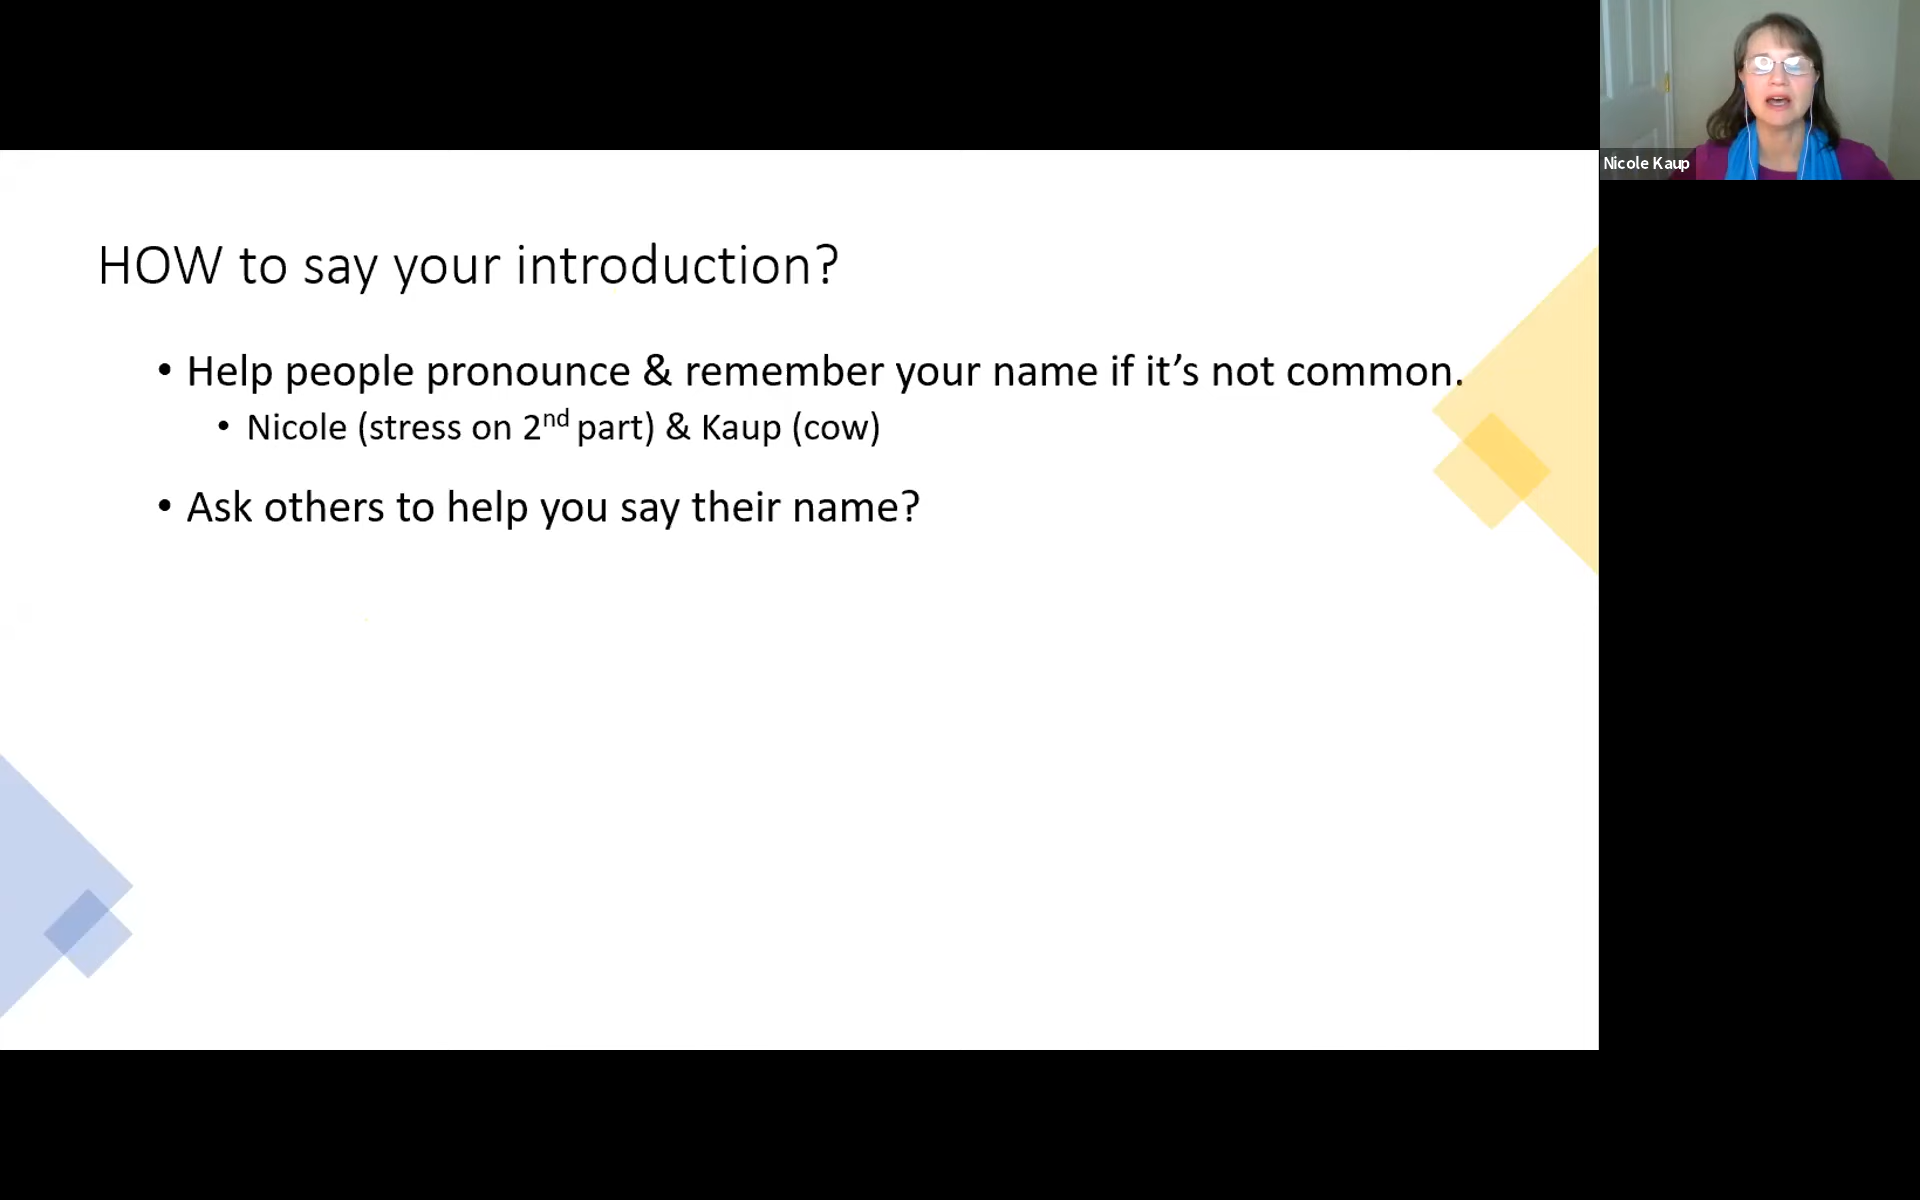 Nicole Kaup
HOW to say your introduction?
• Help people pronounce & remember your name if it’s not common.
• Nicole (stress on 2nd part) & Kaup (cow)
• Ask others to help you say their name?